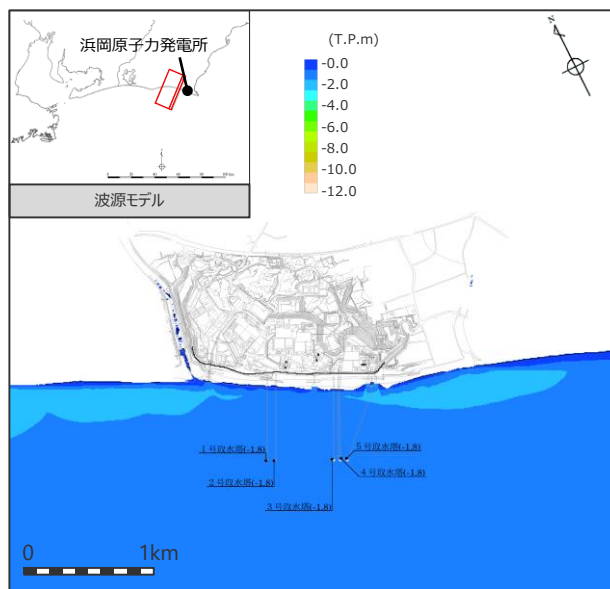 浜岡原子力発電所
波源モデル
(T.P.m)
-0.0
-2.0
-4.0
-6.0
-8.0
-10.0
-12.0
N
1号取水塔(-1.8)
2号取水塔(-1.8)
3号取水塔(-1.8)
5号取水塔(-1.8)
4号取水塔(-1.8)
0 1km